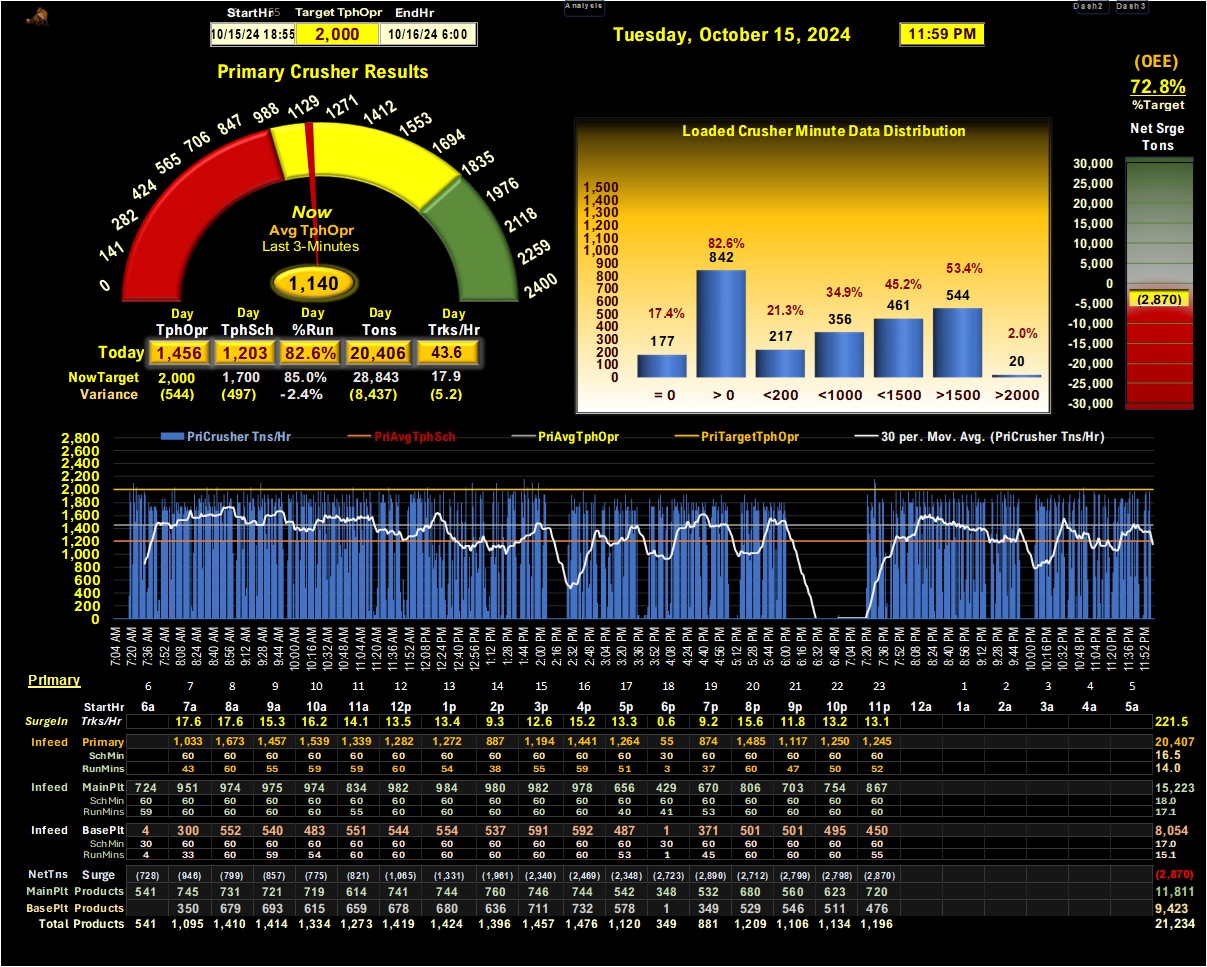 Analysis
Dash2 Dash3
StartHr Target TphOpr EndHr
10/15/24 18:55 2,000 10/16/24 6:00
Tuesday, October 15, 2024 11:59 PM
(OEE)
72.8%
%Target
Net Srge
Tons
Primary Crusher Results
0 141 282 424 565 706 847 988 1129 1271 1412 1553 1694 1835 1976 2118 2259 2400
Now
Avg TphOpr
Last 3-Minutes
1,140
Day Day Day Day Day
TphOpr TphSch %Run Tons Trks/Hr
Today 1,456 1,203 82.6% 20,406 43.6
NowTarget 2,000 1,700 85.0% 28,843 17.9
Variance (544) (497) -2.4% (8,437) (5.2)
Loaded Crusher Minute Data Distribution
1,500
1,400
1,300
1,200
1,100
1,000
900
800
700
600
500
400
300
200
100
0
17.4% 82.6% 21.3% 34.9% 45.2% 53.4% 2.0%
177 842 217 356 461 544 20
= 0 > 0 <200 <1000 <1500 >1500 >2000
30,000
25,000
20,000
15,000
10,000
5,000
0
-5,000
-10,000
-15,000
-20,000
-25,000
-30,000
(2,870)
PriCrusher Tns/Hr PriAvgTphSch PriAvgTphOpr PriTargetTphOpr 30 per. Mov. Avg. (PriCrusher Tns/Hr)
2,800
2,600
2,400
2,200
2,000
1,800
1,600
1,400
1,200
1,000
800
600
400
200
0
7:04 AM 7:20 AM 7:36 AM 7:52 AM 8:08 AM 8:24 AM 8:40 AM 8:56 AM 9:12 AM 9:28 AM 9:44 AM 10:00 AM 10:16 AM 10:32 AM 10:48 AM 11:04 AM 11:20 AM 11:36 AM 11:52 AM 12:08 PM 12:24 PM 12:40 PM 12:56 PM 1:12 PM 1:28 PM 1:44 PM 2:00 PM 2:16 PM 2:32 PM 2:48 PM 3:04 PM 3:20 PM 3:36 PM 3:52 PM 4:08 PM 4:24 PM 4:40 PM 4:56 PM 5:12 PM 5:28 PM 5:44 PM 6:00 PM 6:16 PM 6:32 PM 6:48 PM 7:04 PM 7:20 PM 7:36 PM 7:52 PM 8:08 PM 8:24 PM 8:40 PM 8:56 PM 9:12 PM 9:28 PM 9:44 PM 10:00 PM 10:16 PM 10:32 PM 10:48 PM 11:04 PM 11:20 PM 11:36 PM 11:52 PM
Primary
6 7 8 9 10 11 12 13 14 15 16 17 18 19 20 21 22 23 1 2 3 4 5
StartHr 6a 7a 8a 9a 10a 11a 12p 1p 2p 3p 4p 5p 6p 7p 8p 9p 10p 11p 12a 1a 2a 3a 4a 5a
SurgeIn Trks/Hr 17.6 17.6 15.3 16.2 14.1 13.5 13.4 9.3 12.6 15.2 13.3 0.6 9.2 15.6 11.8 13.2 13.1 221.5
Infeed Primary 1,033 1,673 1,457 1,539 1,339 1,282 1,272 887 1,194 1,441 1,264 55 874 1,485 1,117 1,250 1,245 20,407
SchMin 60 60 60 60 60 60 60 60 60 60 60 30 60 60 60 60 60 16.5
RunMins 43 60 55 59 59 60 54 38 55 59 51 3 37 60 47 50 52 14.0
Infeed MainPlt 724 951 974 975 974 834 982 984 980 982 978 656 429 670 806 703 754 867 15,223
SchMin 60 60 60 60 60 60 60 60 60 60 60 60 60 60 60 60 60 60 18.0
RunMins 59 60 60 60 60 55 60 60 60 60 60 40 41 53 60 60 60 60 17.1
Infeed BasePlt 4 300 552 540 483 551 544 554 537 591 592 487 1 371 501 501 495 450 8,054
SchMin 30 60 60 60 60 60 60 60 60 60 60 60 30 60 60 60 60 60 17.0
RunMins 4 33 60 59 54 60 60 60 60 60 60 53 1 45 60 60 60 55 15.1
NetTns Surge (728) (946) (799) (857) (775) (821) (1,065) (1,331) (1,961) (2,340) (2,469) (2,348) (2,723) (2,890) (2,712) (2,799) (2,798) (2,870) (2,870)
MainPlt Products 541 745 731 721 719 614 741 744 760 746 744 542 348 532 680 560 623 720 11,811
BasePlt Products 350 679 693 615 659 678 680 636 711 732 578 1 349 529 546 511 476 9,423
Total Products 541 1,095 1,410 1,414 1,334 1,273 1,419 1,424 1,396 1,457 1,476 1,120 349 881 1,209 1,106 1,134 1,196 21,234